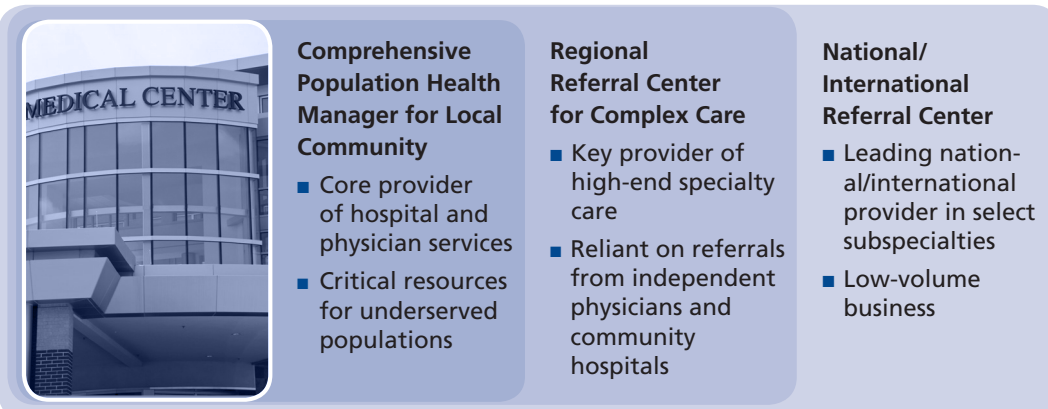 MEDICAL CENTER
Comprehensive
Population Health
Manager for Local
Community
■ Core provider
of hospital and
physician services
■ Critical resources
for underserved
populations
Regional
Referral Center
for Complex Care
■ Key provider of
high-end specialty
care
■ Reliant on referrals
from independent
physicians and
community
hospitals
National/
International
Referral Center
■ Leading nation-
al/international
provider in select
subspecialties
■ Low-volume
business